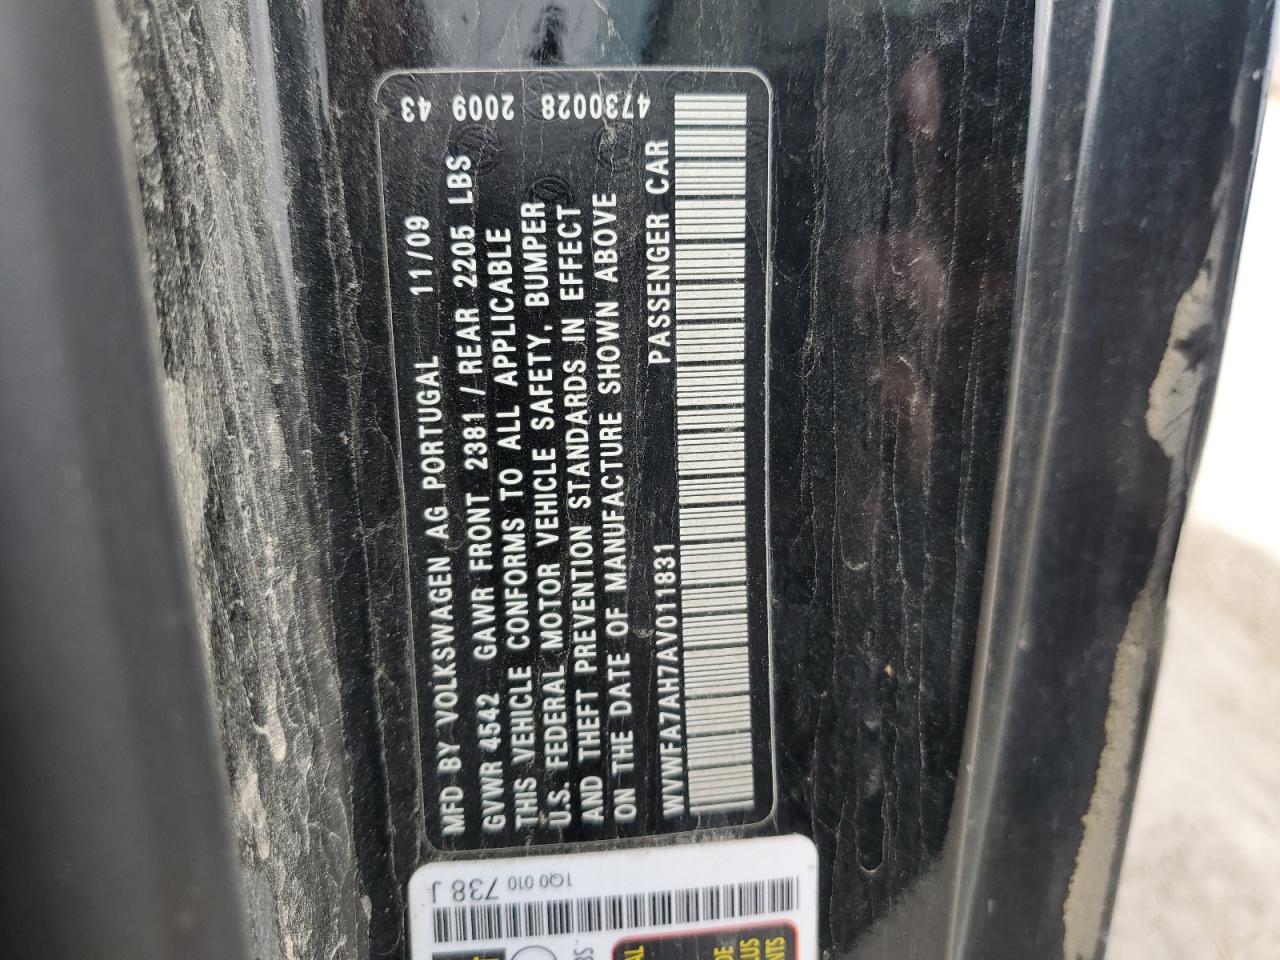 MFD BY VOLKSWAGEN AG PORTUGAL 11/09
GVWR 4542 GAWR FRONT 2381 / REAR 2205 LBS
THIS VEHICLE CONFORMS TO ALL APPLICABLE
U.S. FEDERAL MOTOR VEHICLE SAFETY, BUMPER
AND THEFT PREVENTION STANDARDS IN EFFECT
ON THE DATE OF MANUFACTURE SHOWN ABOVE
WVWFA7AH7AV011831 PASSENGER CAR
43
2009
4730028
1Q0 010 738 J